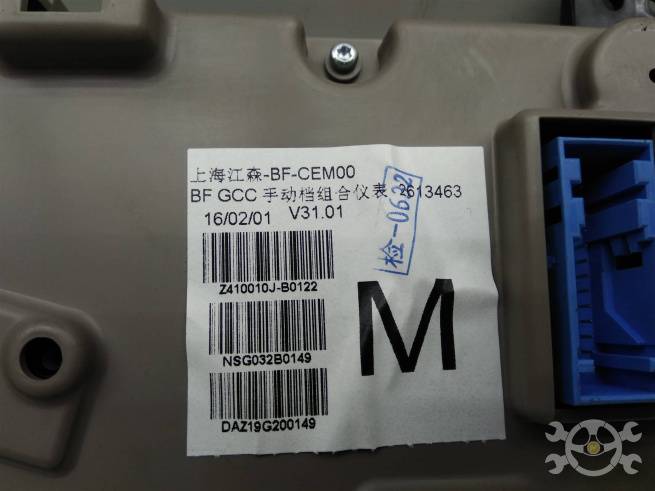 上海江森-BF-CEM00
BF GCC 手动档组合仪表 2613463
16/02/01 V31.01
检-0622
Z410010J-B0122
M
NSG032B0149
DAZ19G200149